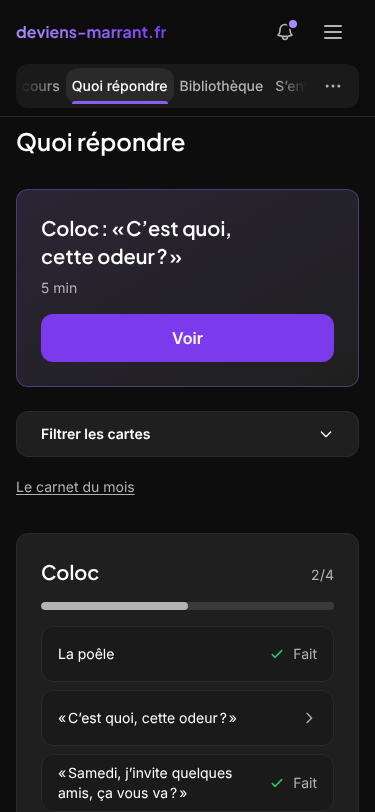 deviens-marrant.fr
cours Quoi répondre Bibliothèque S’en
Quoi répondre
Coloc : « C’est quoi,
cette odeur ? »
5 min
Voir
Filtrer les cartes
Le carnet du mois
Coloc 2/4
La poêle Fait
« C’est quoi, cette odeur ? »
« Samedi, j’invite quelques
amis, ça vous va ? » Fait